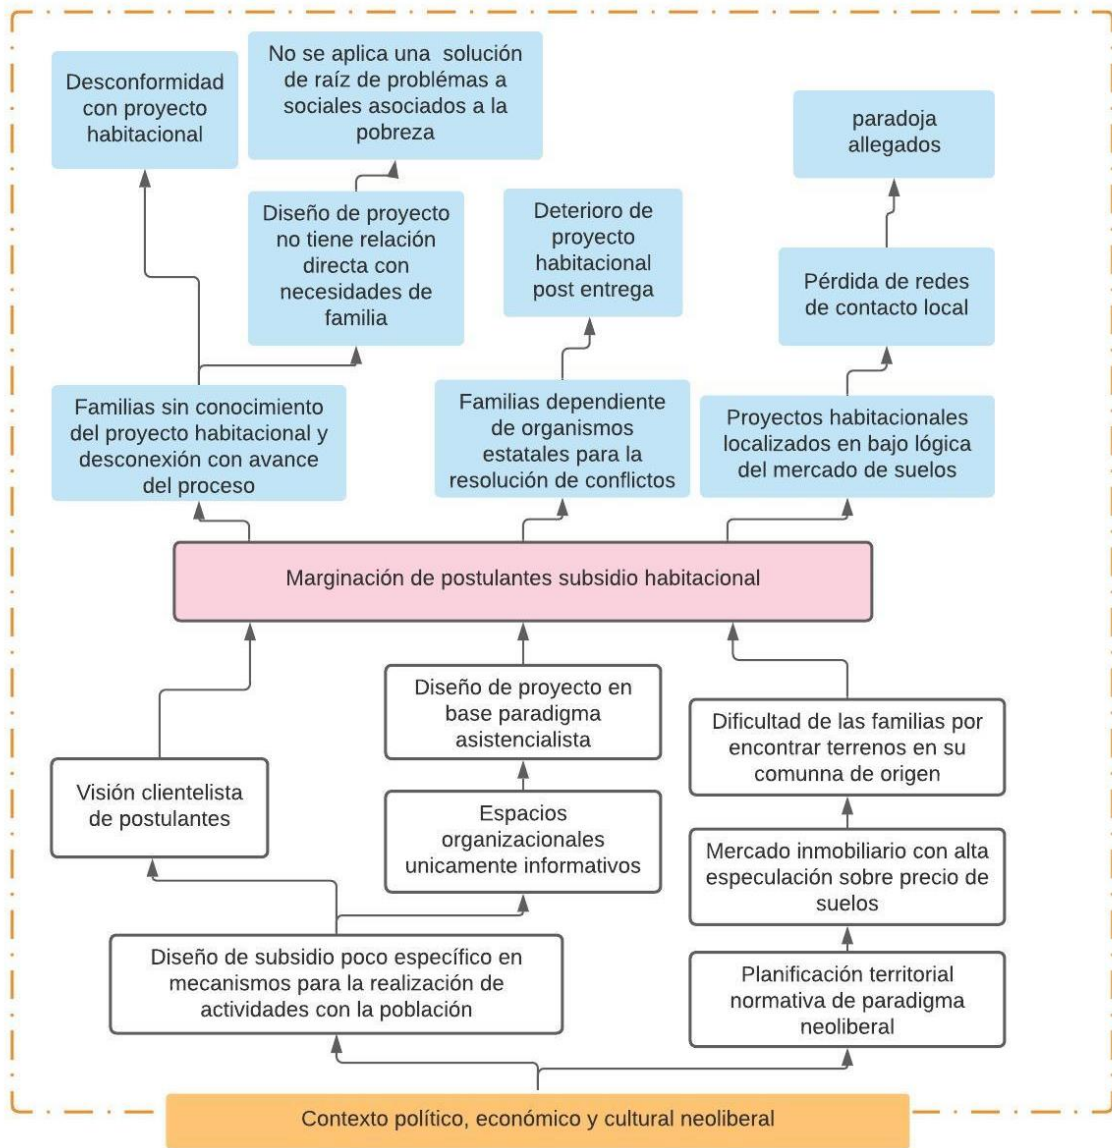 Desconformidad
con proyecto
habitacional
No se aplica una solución
de raíz de problémas a
sociales asociados a la
pobreza
paradoja
allegados
Diseño de proyecto
no tiene relación
directa con
necesidades de
familia
Deterioro de
proyecto
habitacional
post entrega
Pérdida de redes
de contacto local
Familias sin conocimiento
del proyecto habitacional y
desconexión con avance
del proceso
Familias dependiente
de organismos
estatales para la
resolución de conflictos
Proyectos habitacionales
localizados en bajo lógica
del mercado de suelos
Marginación de postulantes subsidio habitacional
Visión clientelista
de postulantes
Diseño de proyecto en
base paradigma
asistencialista
Dificultad de las familias por
encontrar terrenos en su
comunna de origen
Espacios
organizacionales
unicamente informativos
Mercado inmobiliario con alta
especulación sobre precio de
suelos
Diseño de subsidio poco específico en
mecanismos para la realización de
actividades con la población
Planificación territorial
normativa de paradigma
neoliberal
Contexto político, económico y cultural neoliberal